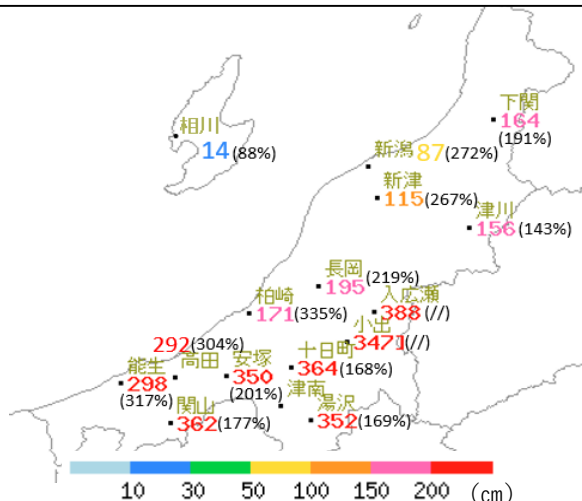 下関
164
(191%)
相川
14(88%)
新潟 87(272%)
新津
115(267%)
津川
156(143%)
長岡 (219%)
195
入広瀬
388(//)
柏崎
171(335%)
小出
347](//)
292(304%)
高田
安塚
350
(201%)
十日町
364(168%)
能生
298
(317%)
津南
関山
362(177%)
湯沢
352(169%)
10 30 50 100 150 200 (cm)